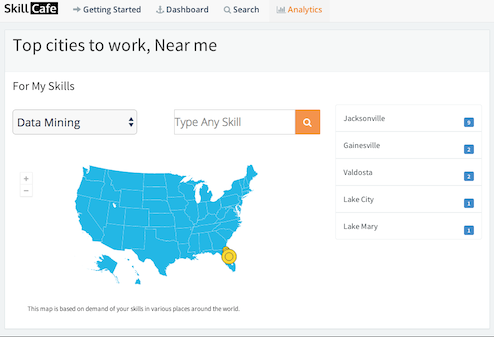 Skill Cafe Getting Started Dashboard Search Analytics
Top cities to work, Near me
For My Skills
Data Mining
Type Any Skill
Jacksonville 9
Gainesville 2
Valdosta 2
Lake City 1
Lake Mary 1
+
−
This map is based on demand of your skills in various places around the world.